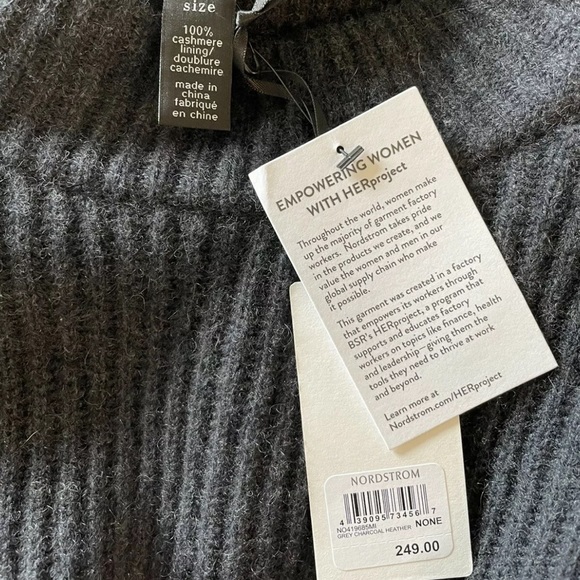 size
100%
cashmere
lining/
doublure
cachemire
made in
china
fabriqué
en chine
EMPOWERING WOMEN
WITH HERproject
Throughout the world, women make
up the majority of garment factory
workers. Nordstrom takes pride
in the products we create, and we
value the women and men in our
global supply chain who make
it possible.
This garment was created in a factory
that empowers its workers through
BSR's HERproject, a program that
supports and educates factory
workers on topics like finance, health
and leadership—giving them the
tools they need to thrive at work
and beyond.
Learn more at
Nordstrom.com/HERproject
NORDSTROM
4 39095 73456 7
NO419685MI
GREY CHARCOAL HEATHER NONE
249.00